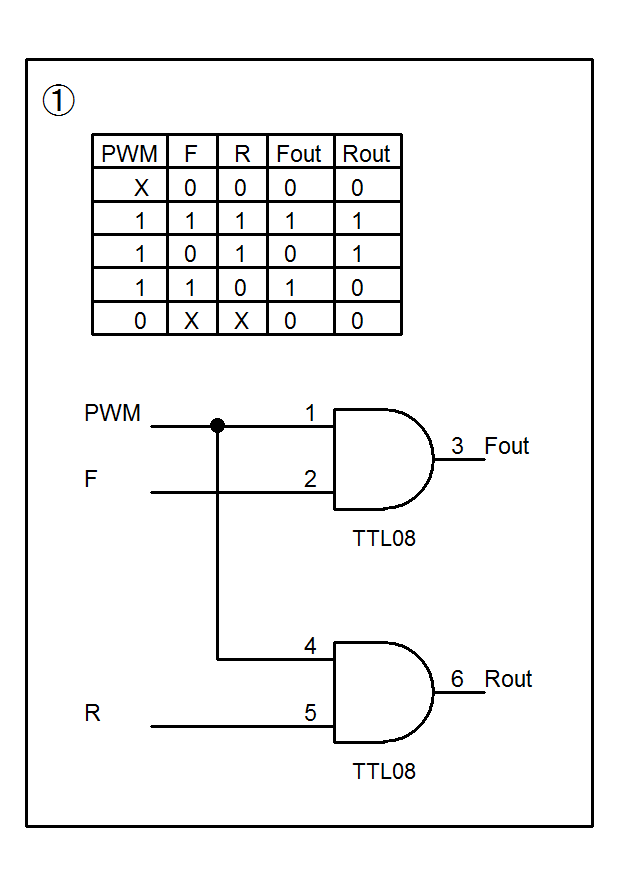 ①
PWM F R Fout Rout
X 0 0 0 0
1 1 1 1 1
1 0 1 0 1
1 1 0 1 0
0 X X 0 0
PWM 1
3 Fout
F 2
TTL08
4
6 Rout
R 5
TTL08